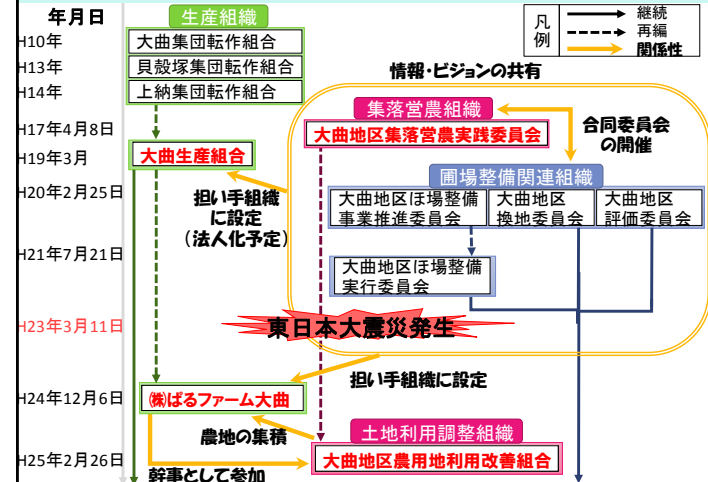 年月日
生産組織
凡例
継続
再編
関係性
H10年
大曲集団転作組合
H13年
貝殻塚集団転作組合
H14年
上納集団転作組合
情報・ビジョンの共有
集落営農組織
H17年4月8日
大曲地区集落営農実践委員会
合同委員会
の開催
H19年3月
大曲生産組合
圃場整備関連組織
H20年2月25日
担い手組織
に設定
(法人化予定)
大曲地区ほ場整備
事業推進委員会
大曲地区
換地委員会
大曲地区
評価委員会
H21年7月21日
大曲地区ほ場整備
実行委員会
H23年3月11日
東日本大震災発生
担い手組織に設定
H24年12月6日
㈱ぱるファーム大曲
農地の集積
土地利用調整組織
H25年2月26日
大曲地区農用地利用改善組合
幹事として参加